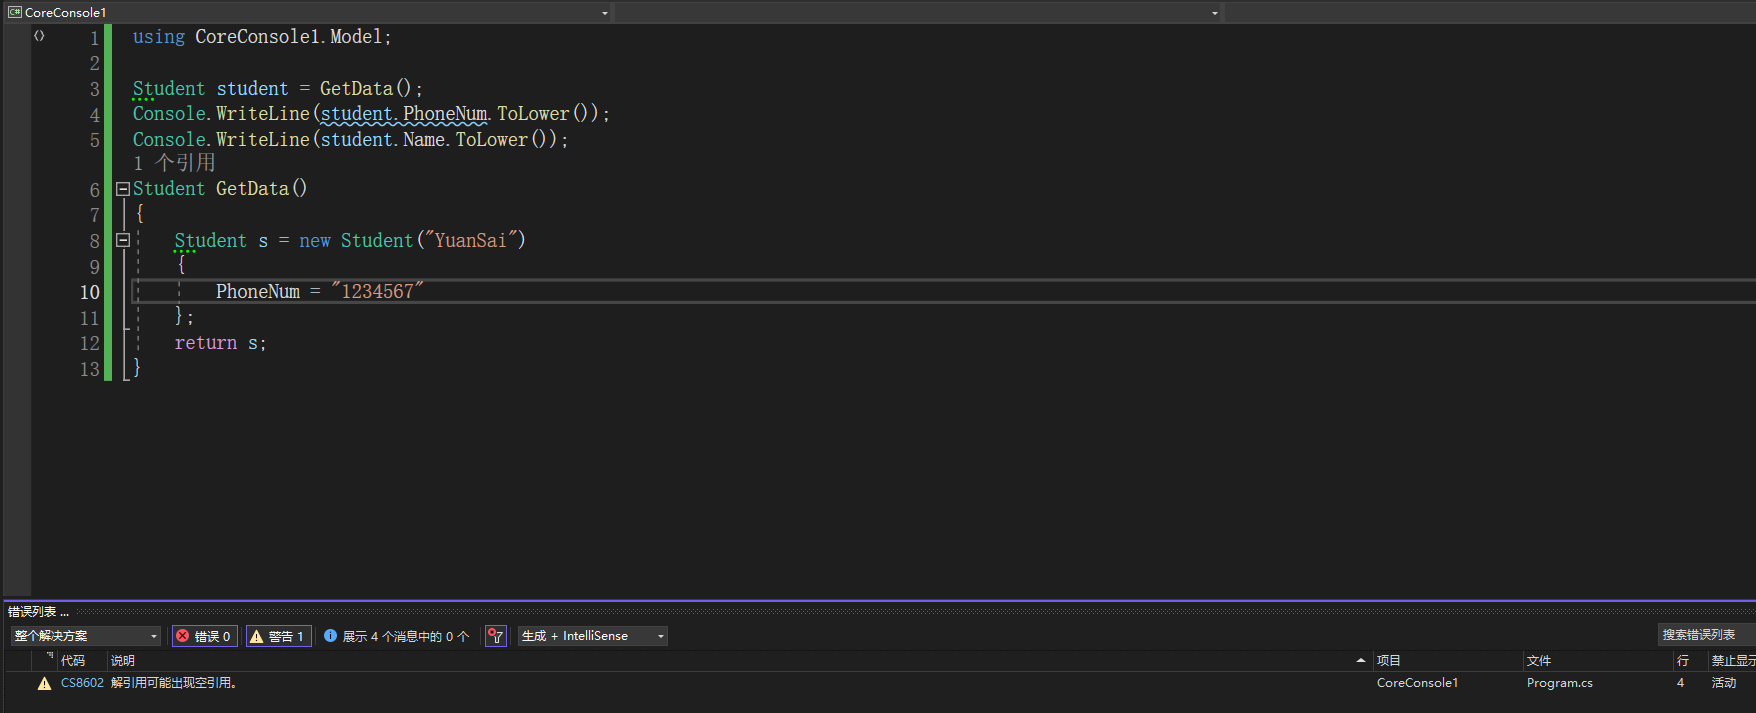 CoreConsole1
1 using CoreConsole1.Model;
2
3 Student student = GetData();
4 Console.WriteLine(student.PhoneNum.ToLower());
5 Console.WriteLine(student.Name.ToLower());
1 个引用
6 Student GetData()
7 {
8 Student s = new Student("YuanSai")
9 {
10 PhoneNum = "1234567"
11 };
12 return s;
13 }
错误列表 ...
整个解决方案 错误 0 警告 1 展示 4 个消息中的 0 个 生成 + IntelliSense 搜索错误列表
代码 说明 项目 文件 行 禁止显示
CS8602 解引用可能出现空引用。 CoreConsole1 Program.cs 4 活动